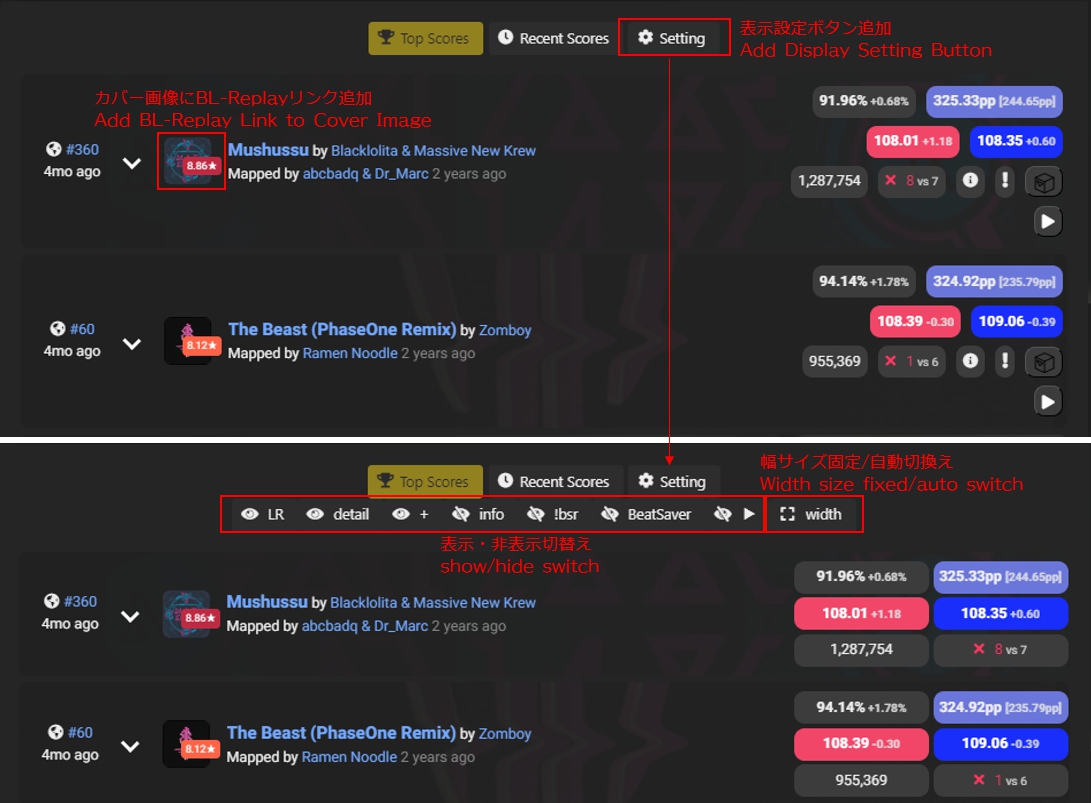 Top Scores Recent Scores Setting
表示設定ボタン追加
Add Display Setting Button
カバー画像にBL-Replayリンク追加
Add BL-Replay Link to Cover Image
91.96% +0.68% 325.33pp [244.65pp]
#360
4mo ago
8.86★
Mushussu by Blacklolita & Massive New Krew
Mapped by abcbadq & Dr_Marc 2 years ago
108.01 +1.18 108.35 +0.60
1,287,754 × 8 vs 7
94.14% +1.78% 324.92pp [235.79pp]
#60
4mo ago
8.12★
The Beast (PhaseOne Remix) by Zomboy
Mapped by Ramen Noodle 2 years ago
108.39 -0.30 109.06 -0.39
955,369 × 1 vs 6
Top Scores Recent Scores Setting
幅サイズ固定/自動切換え
Width size fixed/auto switch
LR detail + info !bsr BeatSaver ▶ width
表示・非表示切替え
show/hide switch
91.96% +0.68% 325.33pp [244.65pp]
#360
4mo ago
8.86★
Mushussu by Blacklolita & Massive New Krew
Mapped by abcbadq & Dr_Marc 2 years ago
108.01 +1.18 108.35 +0.60
1,287,754 × 8 vs 7
94.14% +1.78% 324.92pp [235.79pp]
#60
4mo ago
8.12★
The Beast (PhaseOne Remix) by Zomboy
Mapped by Ramen Noodle 2 years ago
108.39 -0.30 109.06 -0.39
955,369 × 1 vs 6